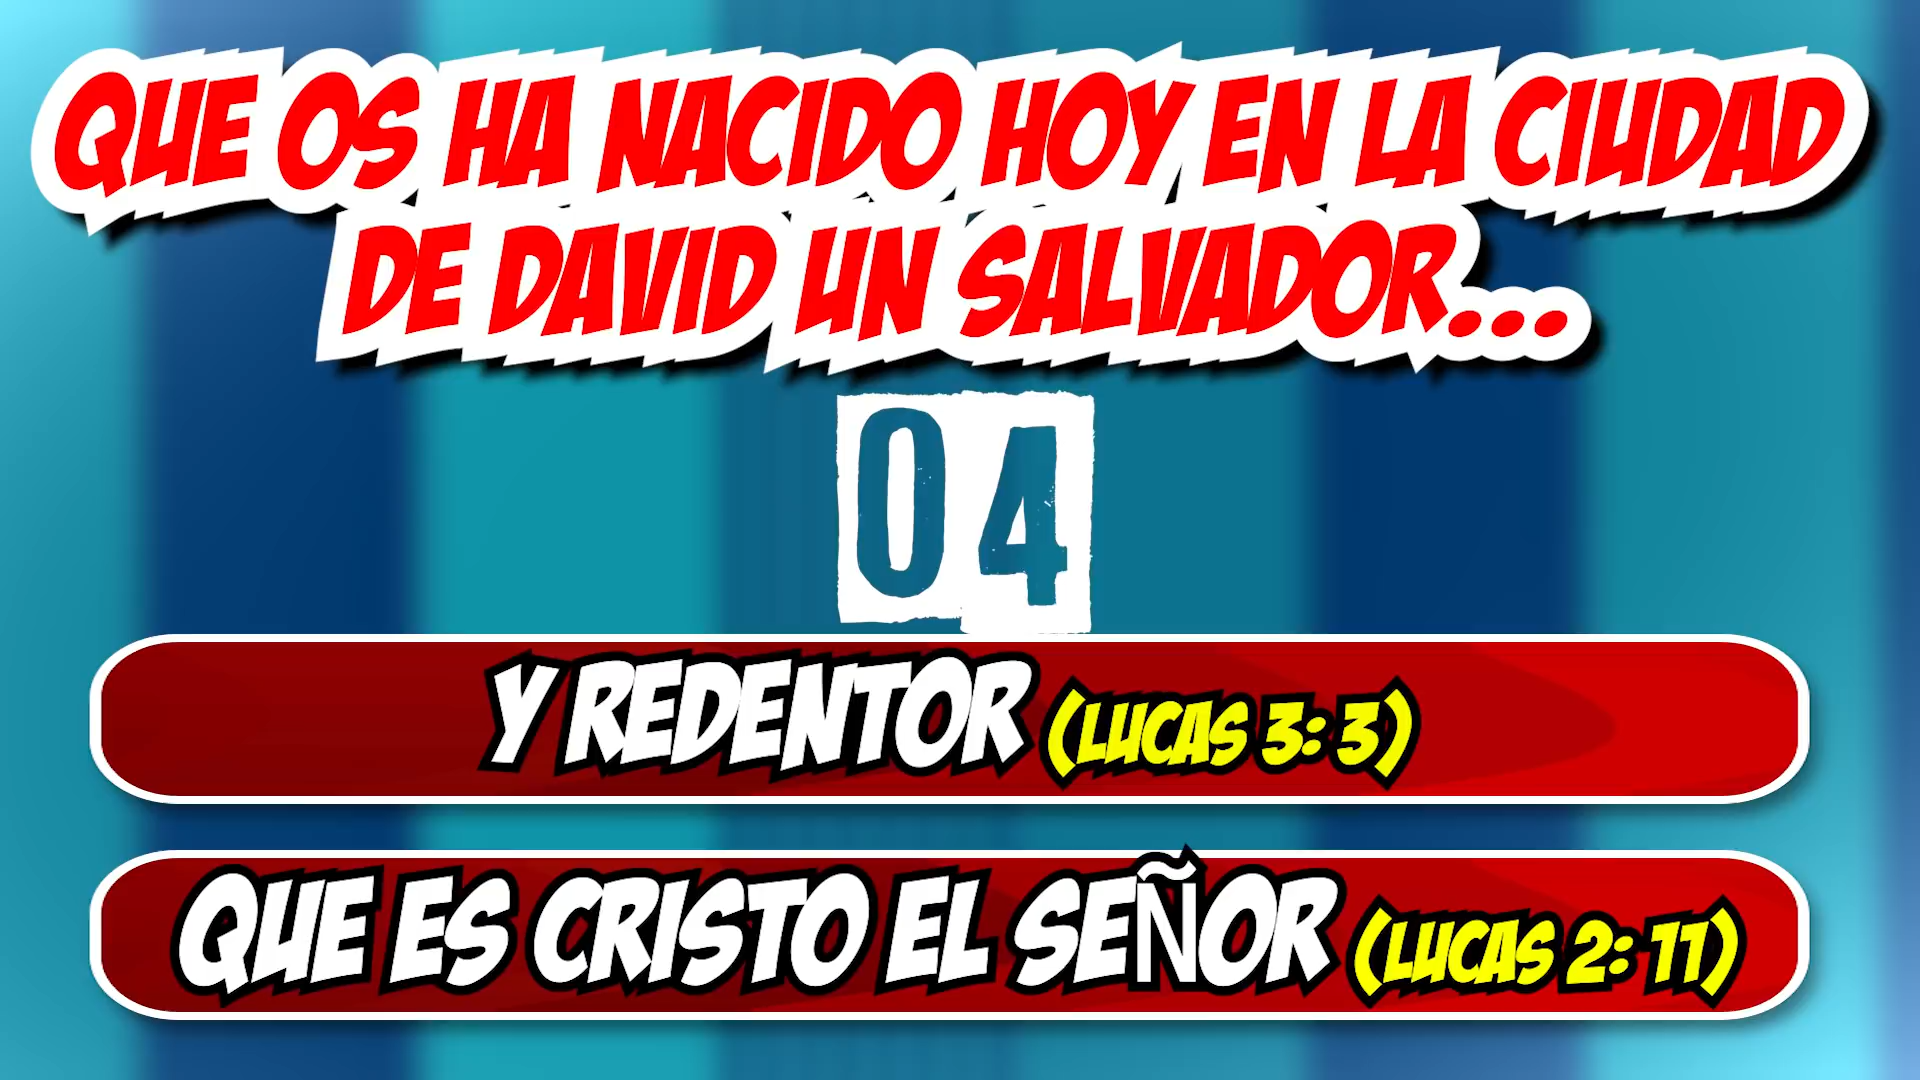 QUE OS HA NACIDO HOY EN LA CIUDAD
DE DAVID UN SALVADOR...
04
Y REDENTOR (LUCAS 3: 3)
QUE ES CRISTO EL SEÑOR (LUCAS 2: 11)